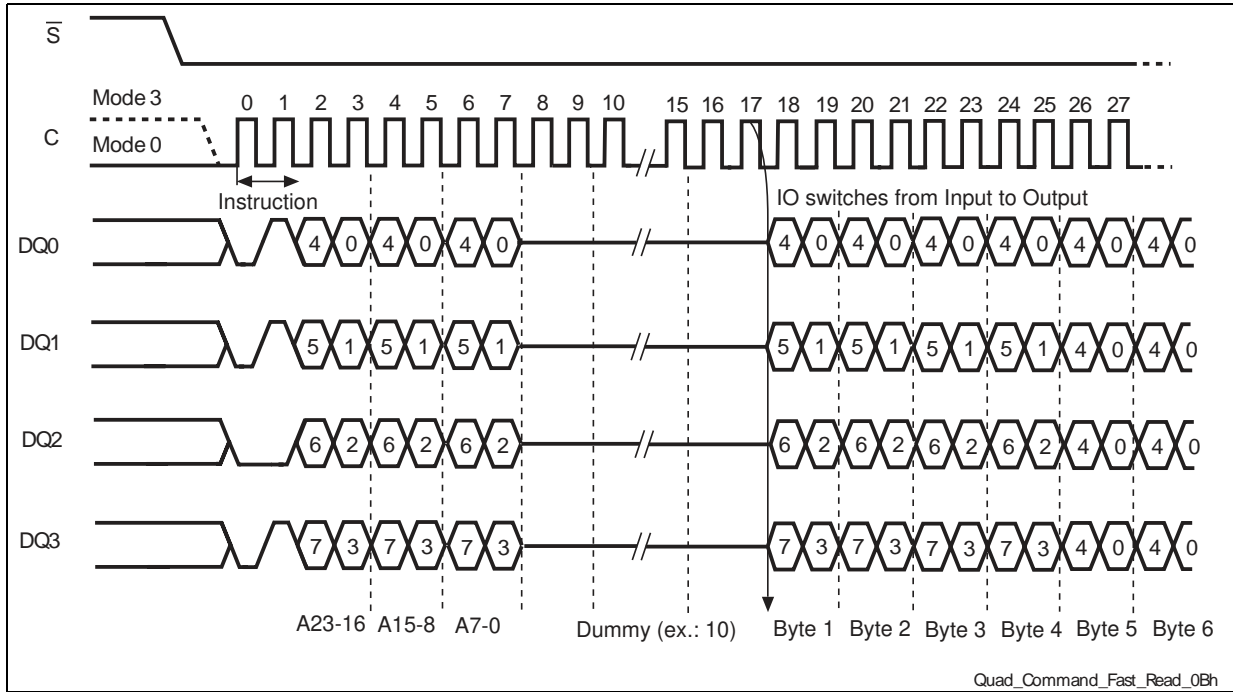 S
Mode 3
C
Mode 0
0 1 2 3 4 5 6 7 8 9 10 15 16 17 18 19 20 21 22 23 24 25 26 27
Instruction
IO switches from Input to Output
DQ0 4 0 4 0 4 0 4 0 4 0 4 0 4 0 4 0 4 0
DQ1 5 1 5 1 5 1 5 1 5 1 5 1 5 1 4 0 4 0
DQ2 6 2 6 2 6 2 6 2 6 2 6 2 6 2 4 0 4 0
DQ3 7 3 7 3 7 3 7 3 7 3 7 3 7 3 4 0 4 0
A23-16 A15-8 A7-0 Dummy (ex.: 10) Byte 1 Byte 2 Byte 3 Byte 4 Byte 5 Byte 6
Quad_Command_Fast_Read_0Bh